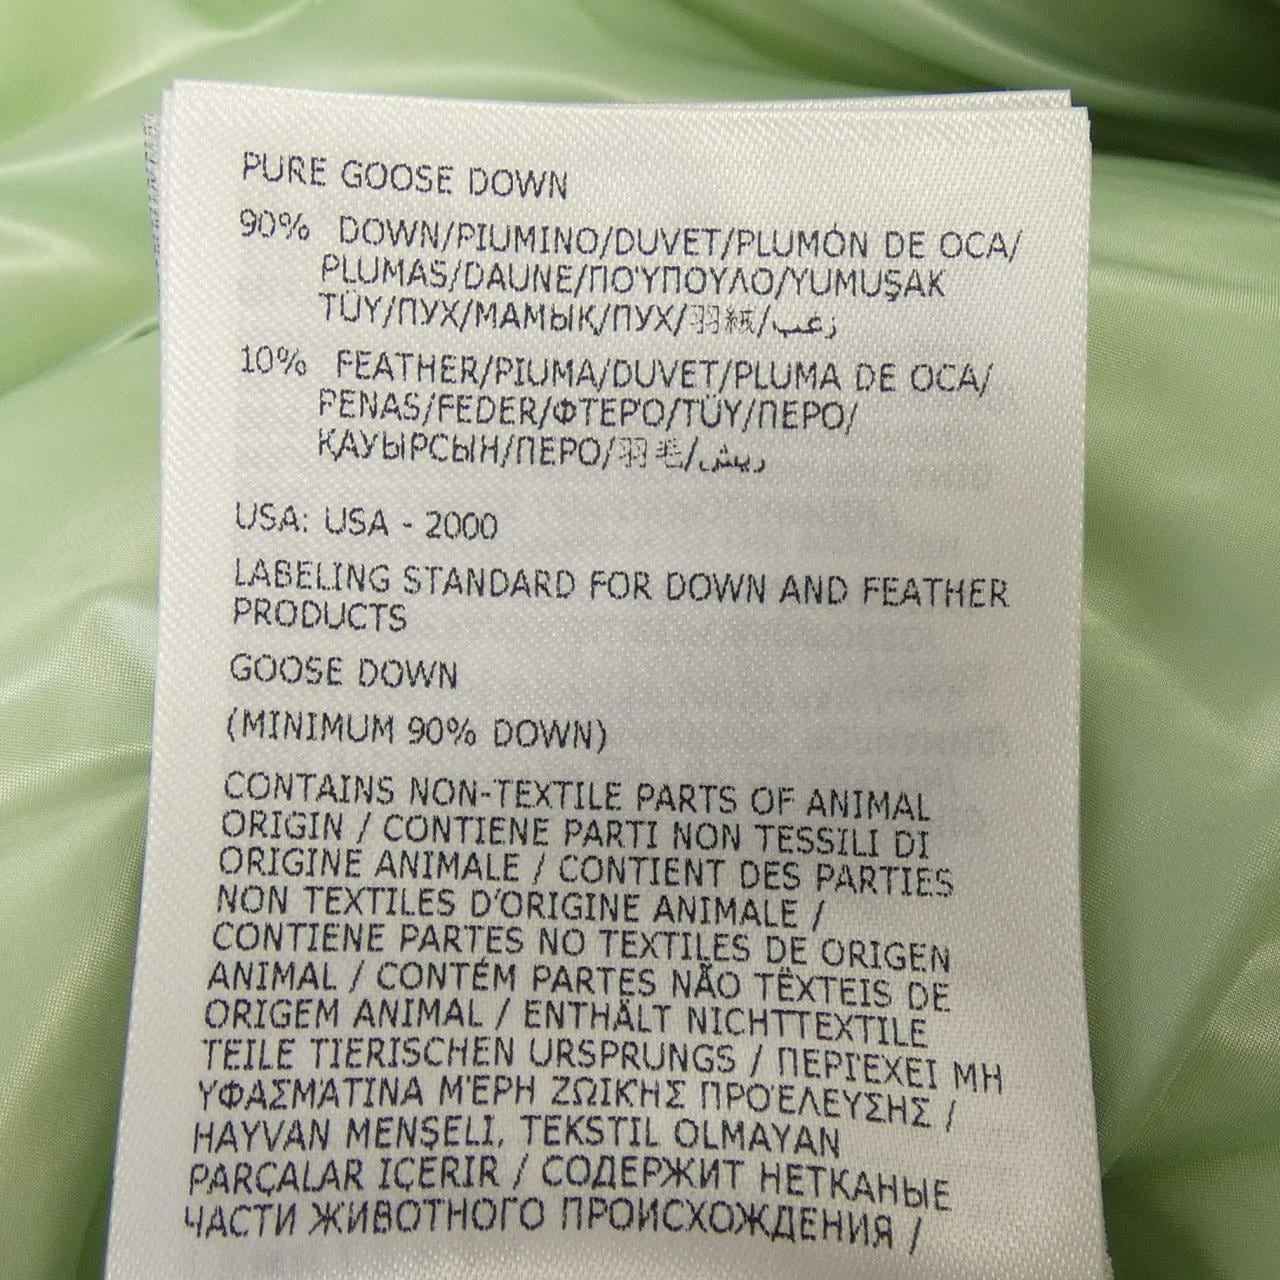 PURE GOOSE DOWN
90% DOWN/PIUMINO/DUVET/PLUMÓN DE OCA/
PLUMAS/DAUNE/ΠΟΎΠΟΥΛΟ/YUMUŞAK
TÜY/ПУХ/МАМЫҚ/ПУХ/羽絨/زغب
10% FEATHER/PIUMA/DUVET/PLUMA DE OCA/
PENAS/FEDER/ΦΤΕΡΌ/TÜY/ПЕРО/
ҚАУЫРСЫН/ПЕРО/羽毛/ريش
USA: USA - 2000
LABELING STANDARD FOR DOWN AND FEATHER
PRODUCTS
GOOSE DOWN
(MINIMUM 90% DOWN)
CONTAINS NON-TEXTILE PARTS OF ANIMAL
ORIGIN / CONTIENE PARTI NON TESSILI DI
ORIGINE ANIMALE / CONTIENT DES PARTIES
NON TEXTILES D'ORIGINE ANIMALE /
CONTIENE PARTES NO TEXTILES DE ORIGEN
ANIMAL / CONTÉM PARTES NÃO TËXTEIS DE
ORIGEM ANIMAL / ENTHÄLT NICHTTEXTILE
TEILE TIERISCHEN URSPRUNGS / ΠΕΡΙΈΧΕΙ ΜΗ
ΥΦΑΣΜΆΤΙΝΑ ΜΈΡΗ ΖΩΙΚΉΣ ΠΡΟΈΛΕΥΣΗΣ /
HAYVAN MENŞELI, TEKSTIL OLMAYAN
PARÇALAR IÇERIR / СОДЕРЖИТ НЕТКАНЫЕ
ЧАСТИ ЖИВОТНОГО ПРОИСХОЖДЕНИЯ /